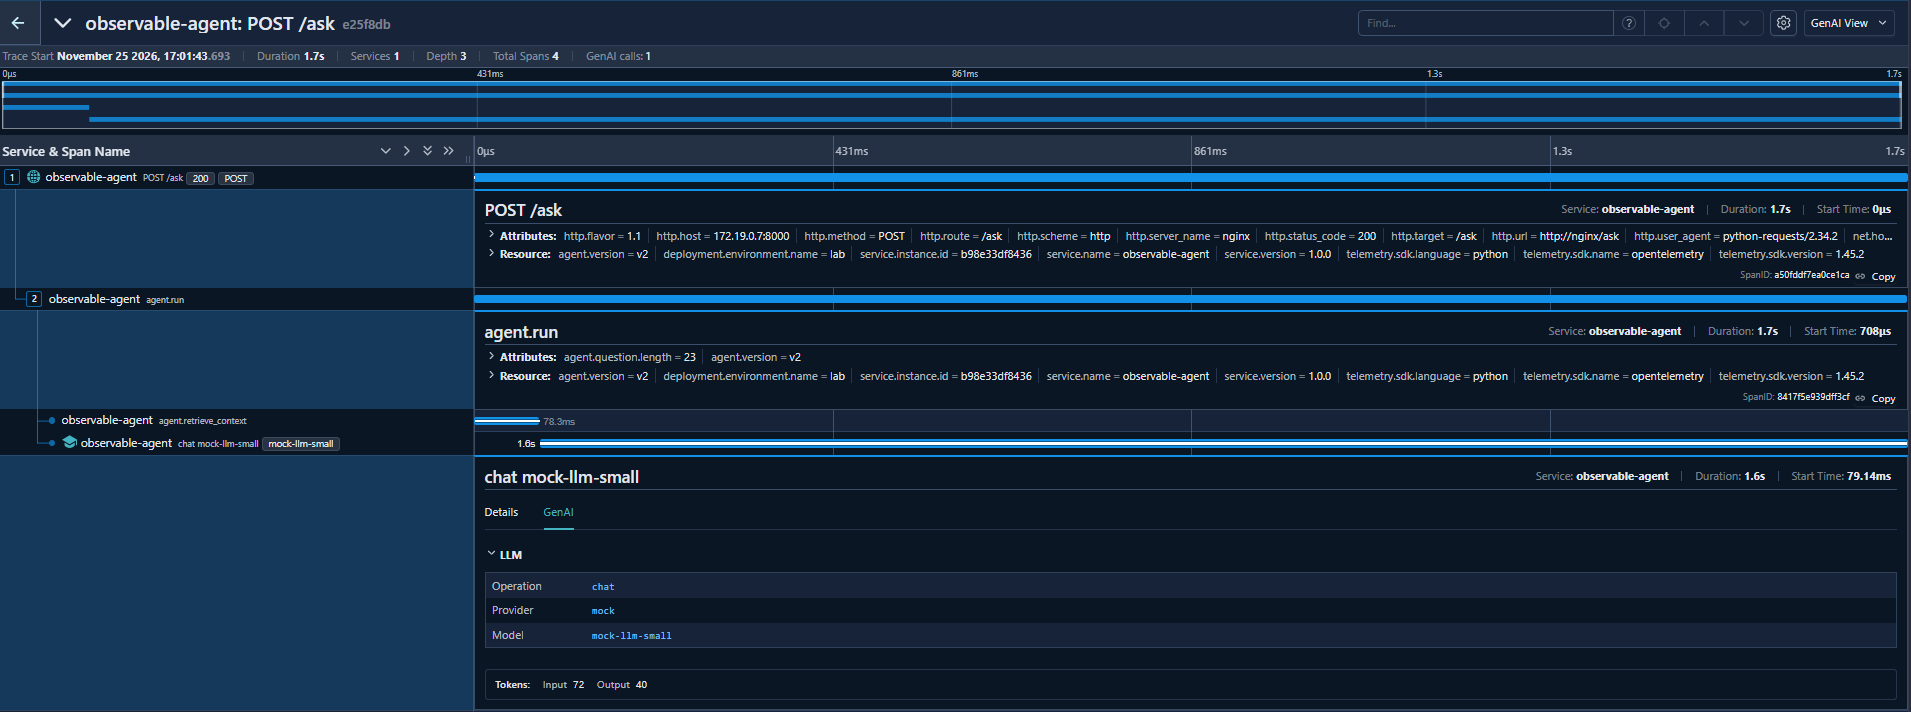 observable-agent: POST /ask e25f8db
Find...
GenAI View
Trace Start November 25 2026, 17:01:43.693 Duration 1.7s Services 1 Depth 3 Total Spans 4 GenAI calls: 1
0μs 431ms 861ms 1.3s 1.7s
Service & Span Name 0μs 431ms 861ms 1.3s 1.7s
1 observable-agent POST /ask 200 POST
POST /ask Service: observable-agent Duration: 1.7s Start Time: 0μs
Attributes: http.flavor = 1.1 http.host = 172.19.0.7:8000 http.method = POST http.route = /ask http.scheme = http http.server_name = nginx http.status_code = 200 http.target = /ask http.url = http://nginx/ask http.user_agent = python-requests/2.34.2 net.ho...
Resource: agent.version = v2 deployment.environment.name = lab service.instance.id = b98e33df8436 service.name = observable-agent service.version = 1.0.0 telemetry.sdk.language = python telemetry.sdk.name = opentelemetry telemetry.sdk.version = 1.45.2
SpanID: a50fddf7ea0ce1ca Copy
2 observable-agent agent.run
agent.run Service: observable-agent Duration: 1.7s Start Time: 708μs
Attributes: agent.question.length = 23 agent.version = v2
Resource: agent.version = v2 deployment.environment.name = lab service.instance.id = b98e33df8436 service.name = observable-agent service.version = 1.0.0 telemetry.sdk.language = python telemetry.sdk.name = opentelemetry telemetry.sdk.version = 1.45.2
SpanID: 8417f5e939dff3cf Copy
observable-agent agent.retrieve_context 78.3ms
observable-agent chat mock-llm-small mock-llm-small 1.6s
chat mock-llm-small Service: observable-agent Duration: 1.6s Start Time: 79.14ms
Details GenAI
LLM
Operation chat
Provider mock
Model mock-llm-small
Tokens: Input 72 Output 40